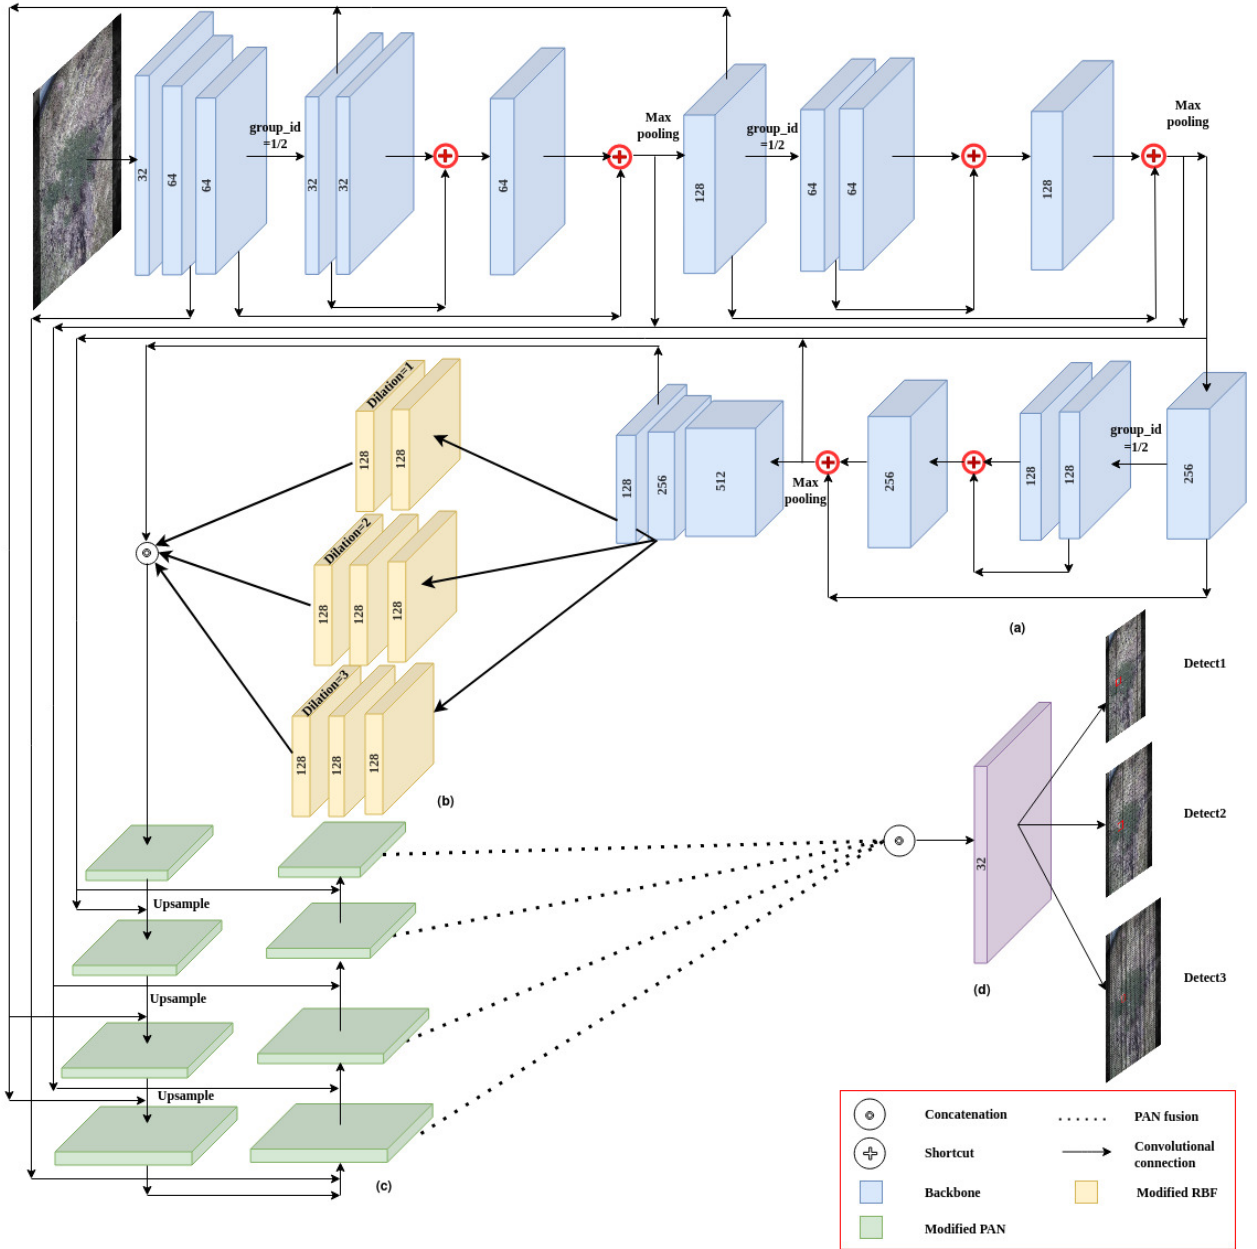 32
64
64
group_id
=1/2
32
32
64
Max
pooling
128
group_id
=1/2
64
64
128
Max
pooling
Dilation=1
128
128
Dilation=2
128
128
128
Dilation=3
128
128
128
(b)
128
256
512
Max
pooling
256
128
128
group_id
=1/2
256
(a)
Detect1
Detect2
Detect3
32
(d)
Upsample
Upsample
Upsample
(c)
Concatenation
PAN fusion
Shortcut
Convolutional
connection
Backbone
Modified RBF
Modified PAN